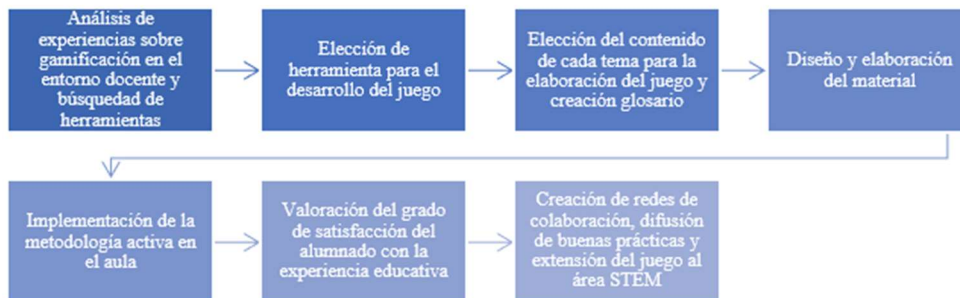 Análisis de
experiencias sobre
gamificación en el
entorno docente y
búsquedad de
herramientas
Elección de
herramienta para el
desarrollo del juego
Elección del contenido
de cada tema para la
elaboración del juego y
creación glosario
Diseño y elaboración
del material
Implementación de la
metodología activa en
el aula
Valoración del grado
de satisfacción del
alumnado con la
experiencia educativa
Creación de redes de
colaboración, difusión
de buenas prácticas y
extensión del juego al
área STEM